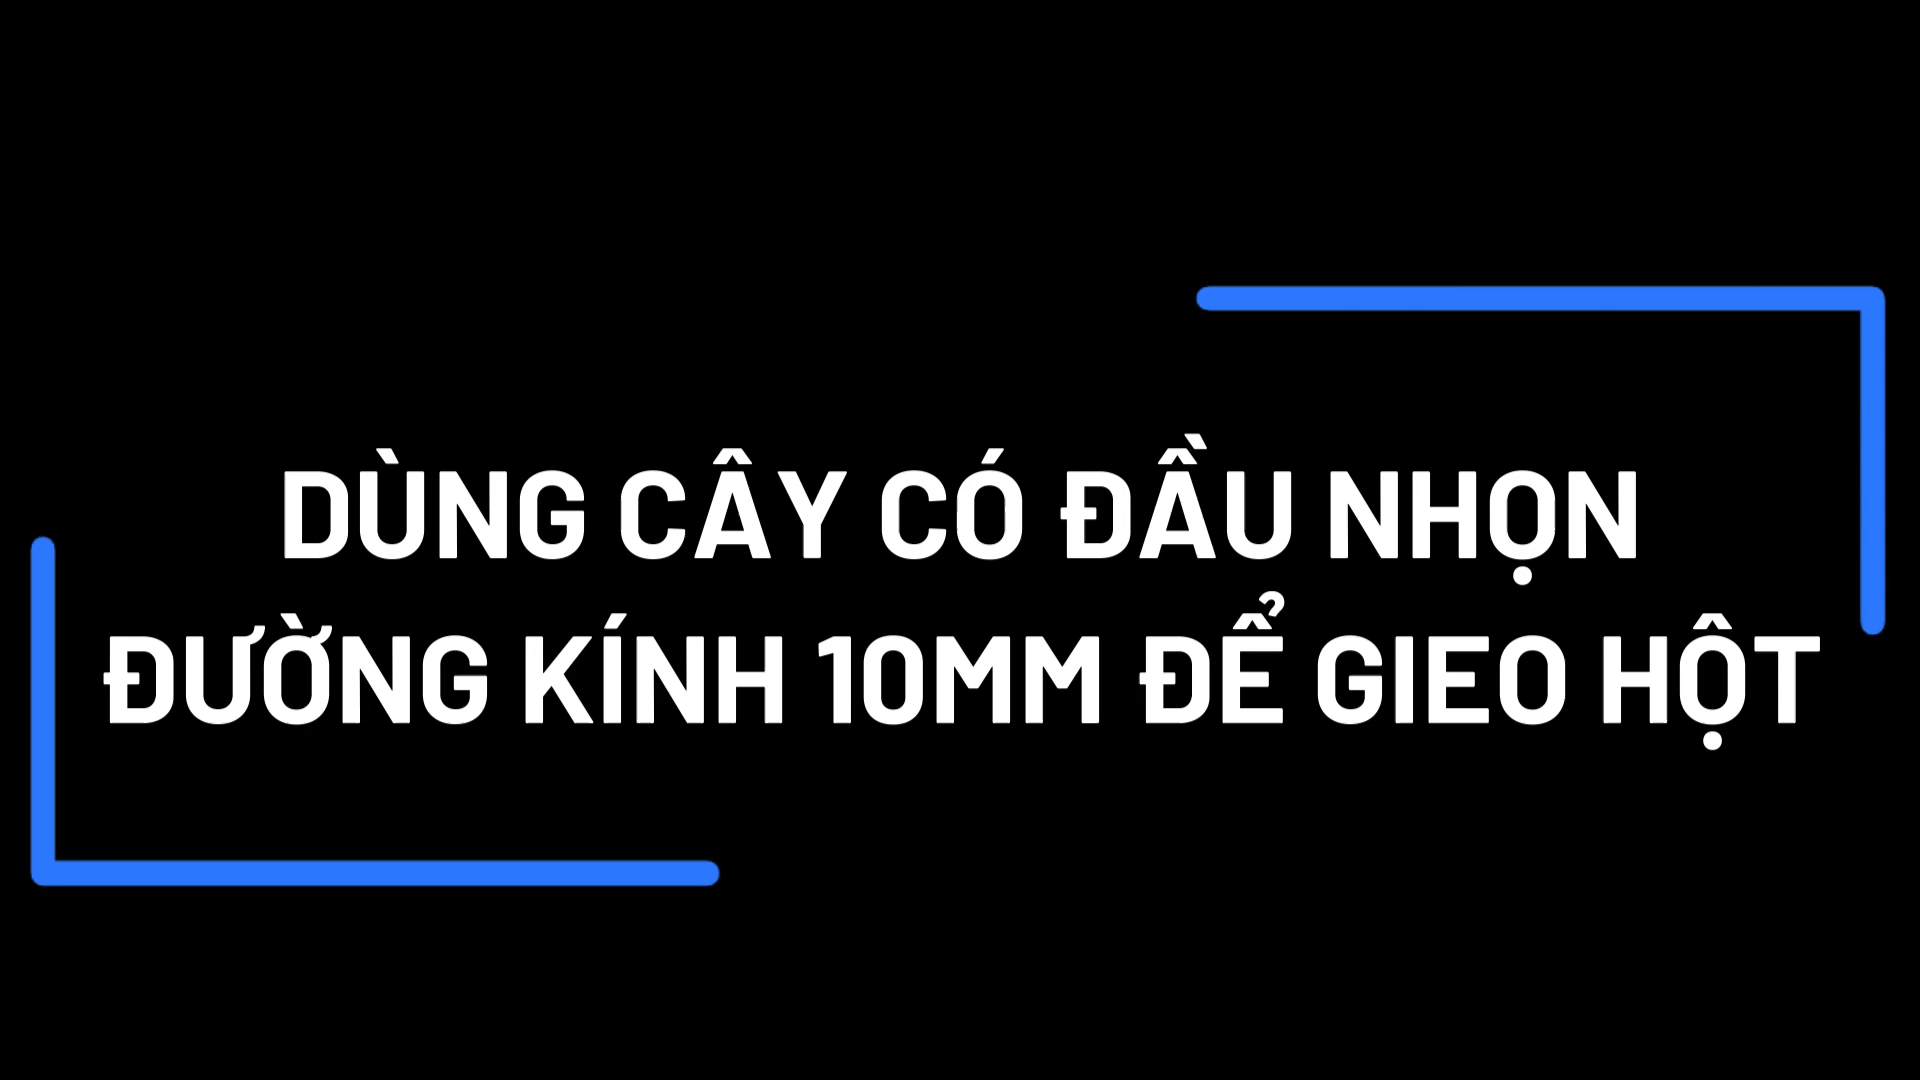 DÙNG CÂY CÓ ĐẦU NHỌN
ĐƯỜNG KÍNH 10MM ĐỂ GIEO HỘT